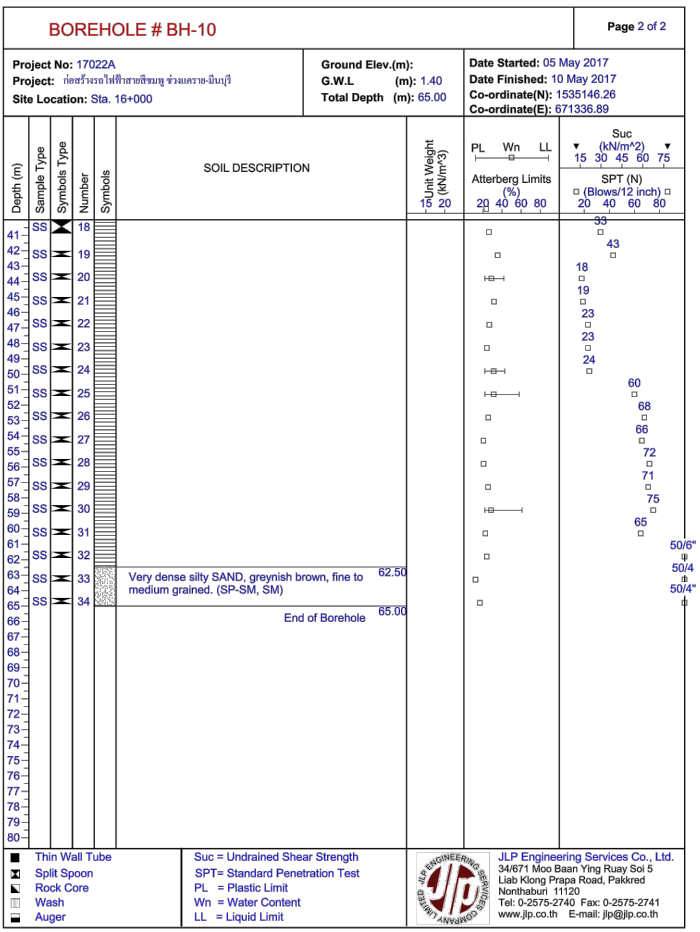 BOREHOLE # BH-10
Page 2 of 2
Project No: 17022A
Project: ก่อสร้างรถไฟฟ้าสายสีชมพู ช่วงแคราย-มีนบุรี
Site Location: Sta. 16+000
Ground Elev.(m):
G.W.L (m): 1.40
Total Depth (m): 65.00
Date Started: 05 May 2017
Date Finished: 10 May 2017
Co-ordinate(N): 1535146.26
Co-ordinate(E): 671336.89
Depth (m)
Sample Type
Symbols Type
Number
Symbols
SOIL DESCRIPTION
Unit Weight
(kN/m^3)
15 20
PL Wn LL
Atterberg Limits
(%)
20 40 60 80
Suc
(kN/m^2)
15 30 45 60 75
SPT (N)
(Blows/12 inch)
20 40 60 80
SS 18 33
41
42 SS 19 43
43
44 SS 20 18
45
46 SS 21 19
47 SS 22 23
48
49 SS 23 23
50 SS 24 24
51
52 SS 25 60
53 SS 26 68
54
55 SS 27 66
56 SS 28 72
57
58 SS 29 71
59 SS 30 75
60
61 SS 31 65
62 SS 32 50/6"
63 SS 33 Very dense silty SAND, greynish brown, fine to 62.50 50/4
64 medium grained. (SP-SM, SM)
65 SS 34 65.00 50/4"
66 End of Borehole
67
68
69
70
71
72
73
74
75
76
77
78
79
80
Thin Wall Tube
Split Spoon
Rock Core
Wash
Auger
Suc = Undrained Shear Strength
SPT= Standard Penetration Test
PL = Plastic Limit
Wn = Water Content
LL = Liquid Limit
JLP ENGINEERING SERVICES COMPANY LIMITED
Jlp
JLP Engineering Services Co., Ltd.
34/671 Moo Baan Ying Ruay Soi 5
Liab Klong Prapa Road, Pakkred
Nonthaburi 11120
Tel: 0-2575-2740 Fax: 0-2575-2741
www.jlp.co.th E-mail: jlp@jlp.co.th